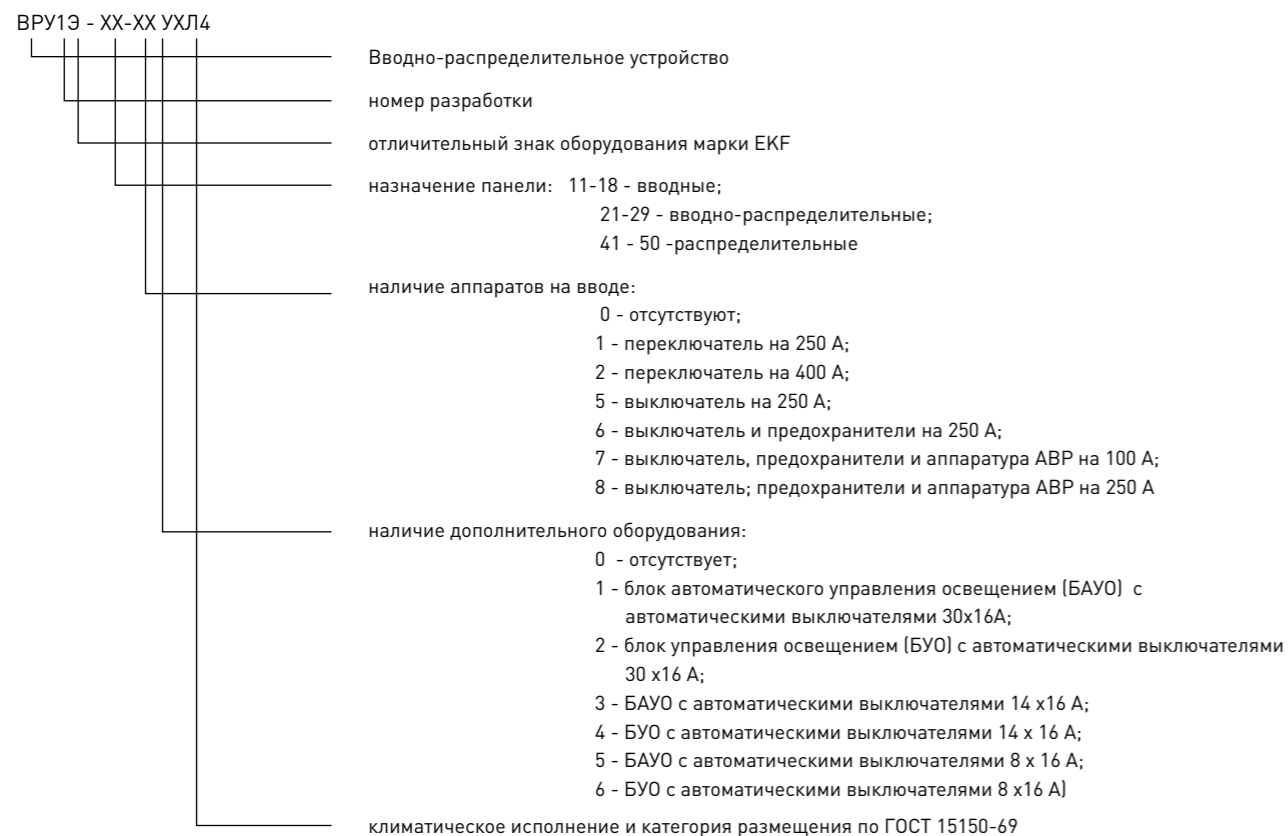 ВРУ1Э - ХХ-ХХ УХЛ4
Вводно-распределительное устройство
номер разработки
отличительный знак оборудования марки EKF
назначение панели: 11-18 - вводные;
21-29 - вводно-распределительные;
41 - 50 -распределительные
наличие аппаратов на вводе:
0 - отсутствуют;
1 - переключатель на 250 А;
2 - переключатель на 400 А;
5 - выключатель на 250 А;
6 - выключатель и предохранители на 250 А;
7 - выключатель, предохранители и аппаратура АВР на 100 А;
8 - выключатель; предохранители и аппаратура АВР на 250 А
наличие дополнительного оборудования:
0 - отсутствует;
1 - блок автоматического управления освещением (БАУО) с
автоматическими выключателями 30х16А;
2 - блок управления освещением (БУО) с автоматическими выключателями
30 х16 А;
3 - БАУО с автоматическими выключателями 14 х16 А;
4 - БУО с автоматическими выключателями 14 х 16 А;
5 - БАУО с автоматическими выключателями 8 х 16 А;
6 - БУО с автоматическими выключателями 8 х16 А)
климатическое исполнение и категория размещения по ГОСТ 15150-69